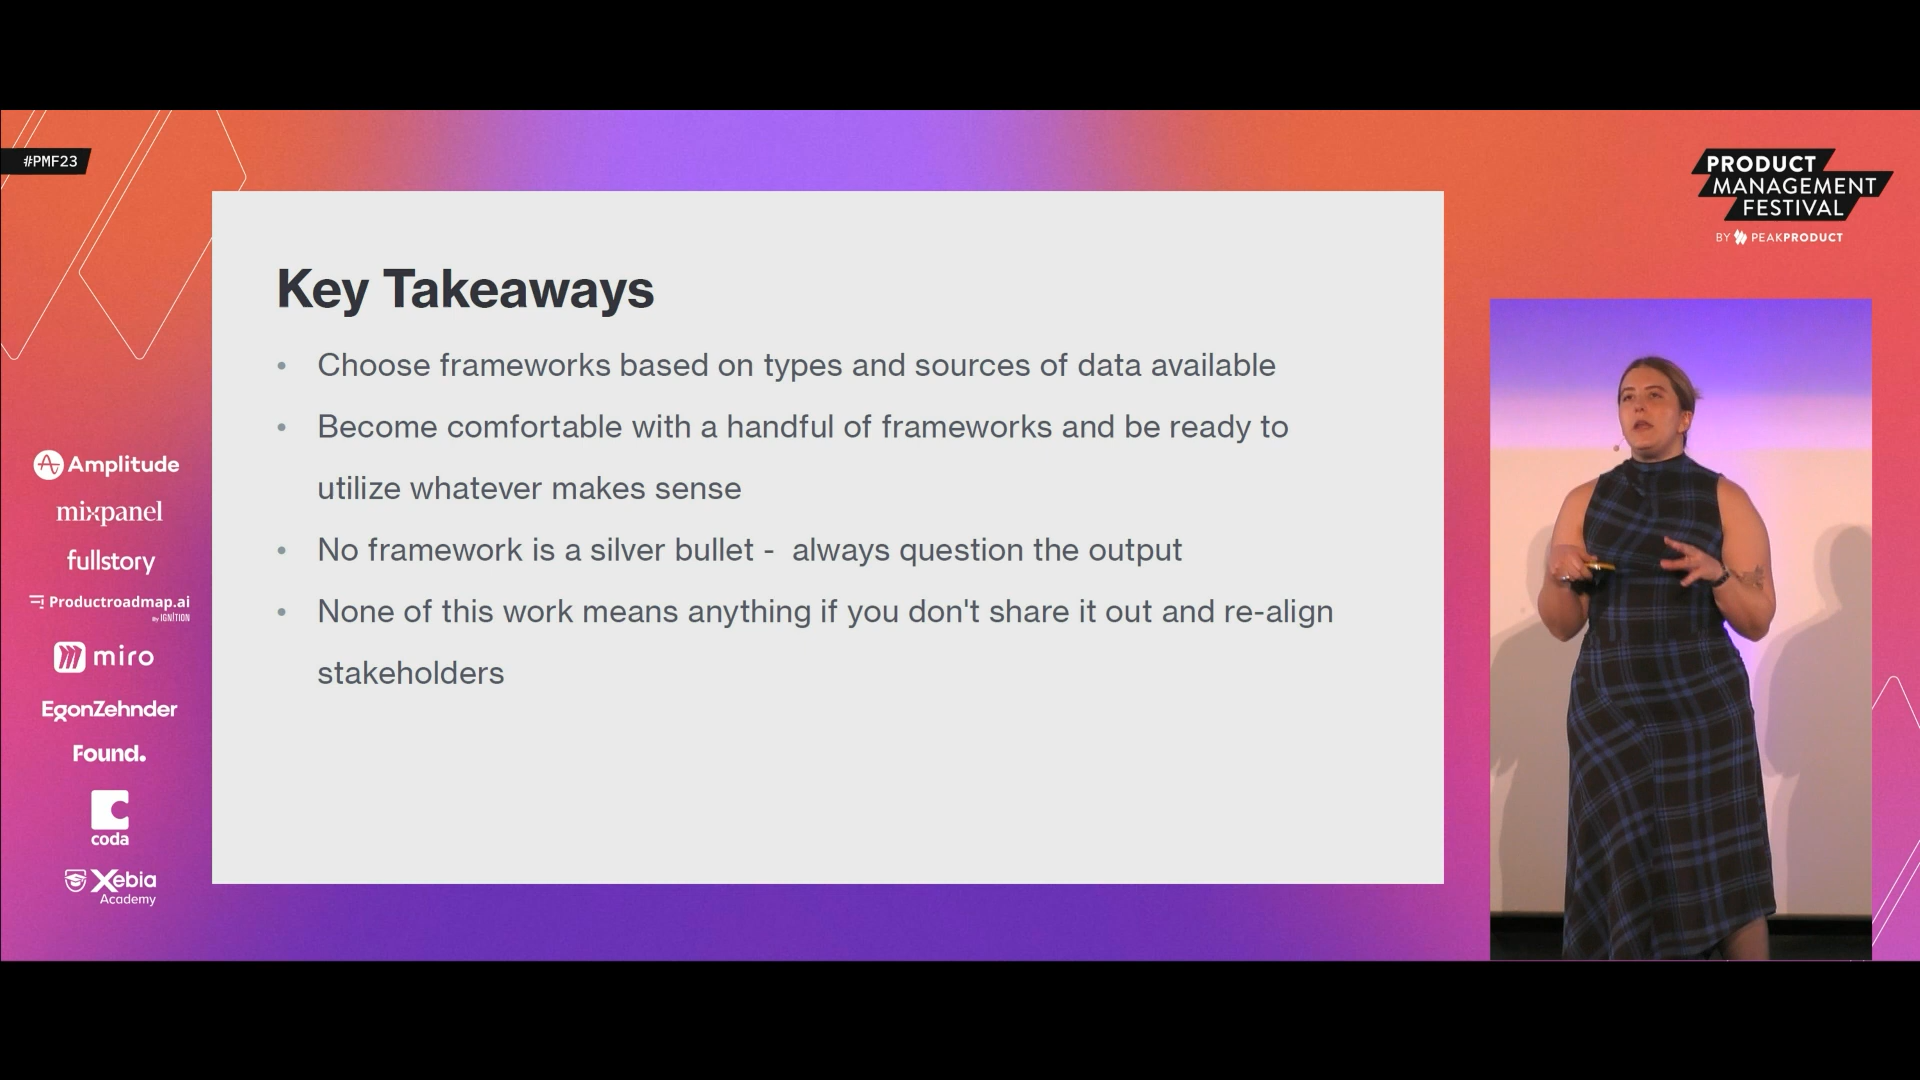 #PMF23
PRODUCT
MANAGEMENT
FESTIVAL
BY PEAKPRODUCT
Key Takeaways
• Choose frameworks based on types and sources of data available
• Become comfortable with a handful of frameworks and be ready to
utilize whatever makes sense
• No framework is a silver bullet -  always question the output
• None of this work means anything if you don't share it out and re-align
stakeholders
Amplitude
mixpanel
fullstory
Productroadmap.ai
by IGNITION
miro
EgonZehnder
Found.
coda
Xebia
Academy